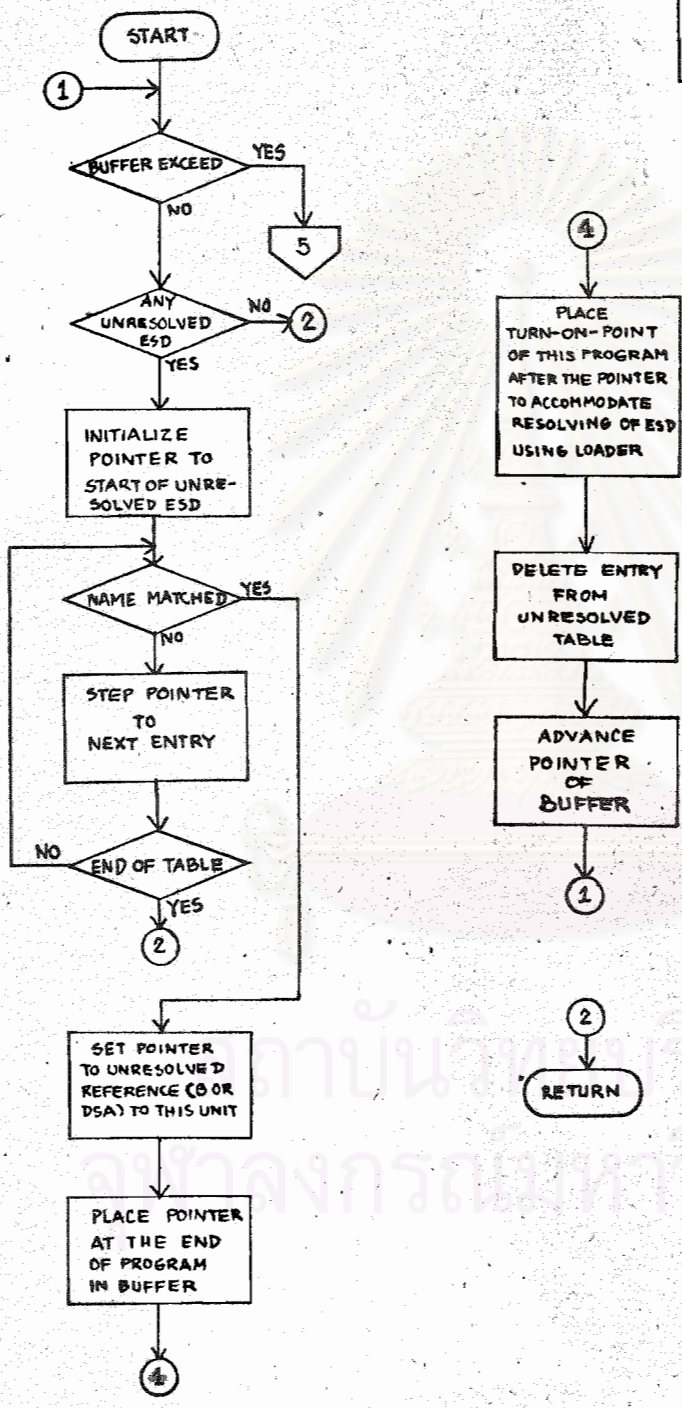 START
1
BUFFER EXCEED
YES
NO
5
ANY
UNRESOLVED
ESD
NO
2
YES
INITIALIZE
POINTER TO
START OF UNRE-
SOLVED ESD
NAME MATCHED
YES
NO
STEP POINTER
TO
NEXT ENTRY
NO
END OF TABLE
YES
2
SET POINTER
TO UNRESOLVED
REFERENCE (B OR
DSA) TO THIS UNIT
PLACE POINTER
AT THE END
OF PROGRAM
IN BUFFER
4
4
PLACE
TURN-ON-POINT
OF THIS PROGRAM
AFTER THE POINTER
TO ACCOMMODATE
RESOLVING OF ESD
USING LOADER
DELETE ENTRY
FROM
UNRESOLVED
TABLE
ADVANCE
POINTER
OF
BUFFER
1
2
RETURN